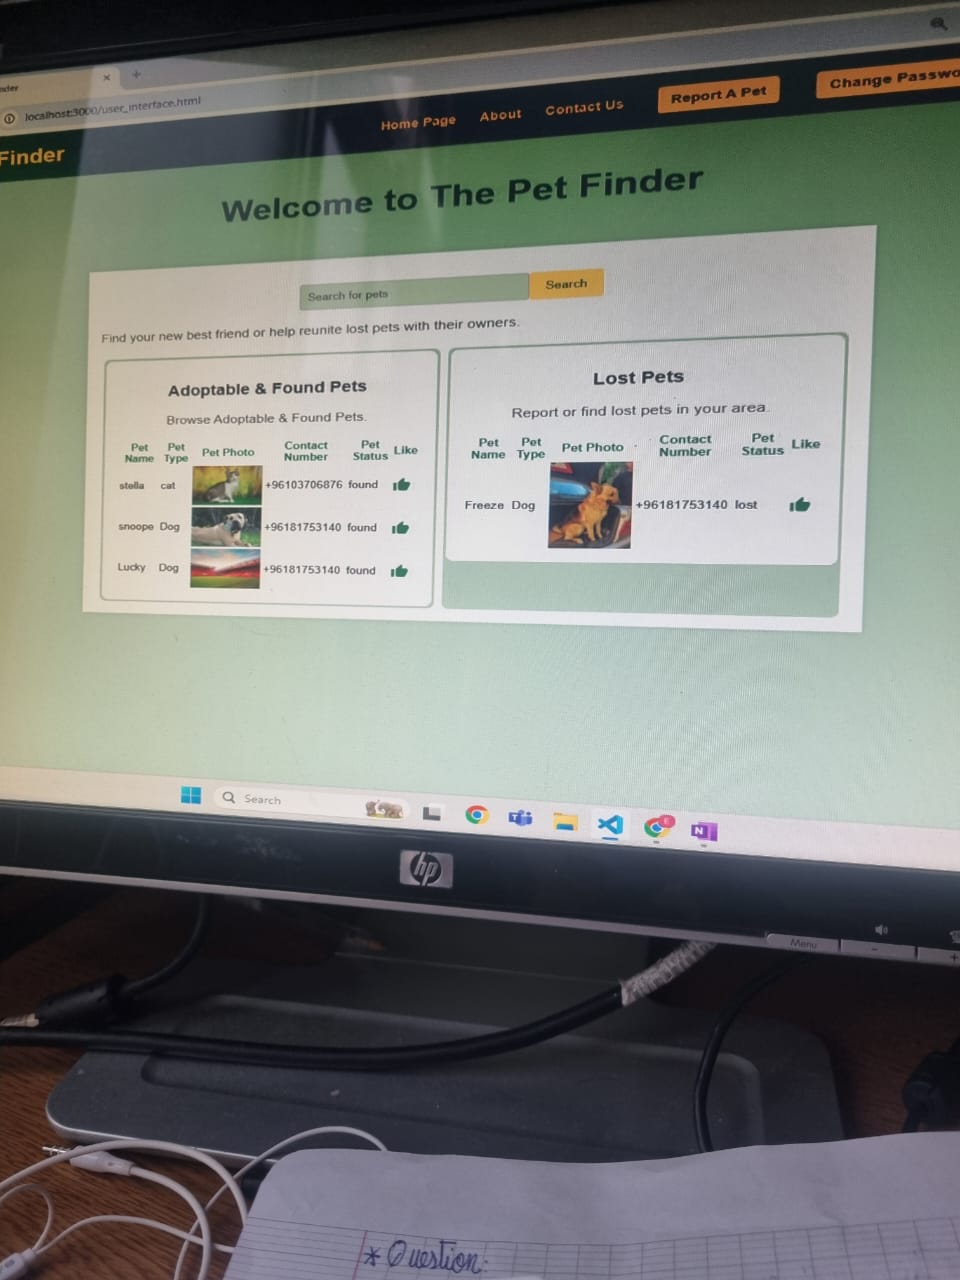 nder
localhost:3000/user_interface.html
Finder
Home Page About Contact Us Report A Pet Change Passwo
Welcome to The Pet Finder
Search for pets Search
Find your new best friend or help reunite lost pets with their owners.
Adoptable & Found Pets
Browse Adoptable & Found Pets.
Pet Name Pet Type Pet Photo Contact Number Pet Status Like
stella cat +96103706876 found
snoope Dog +96181753140 found
Lucky Dog +96181753140 found
Lost Pets
Report or find lost pets in your area.
Pet Name Pet Type Pet Photo Contact Number Pet Status Like
Freeze Dog +96181753140 lost
Search
hp
Menu
* Question: